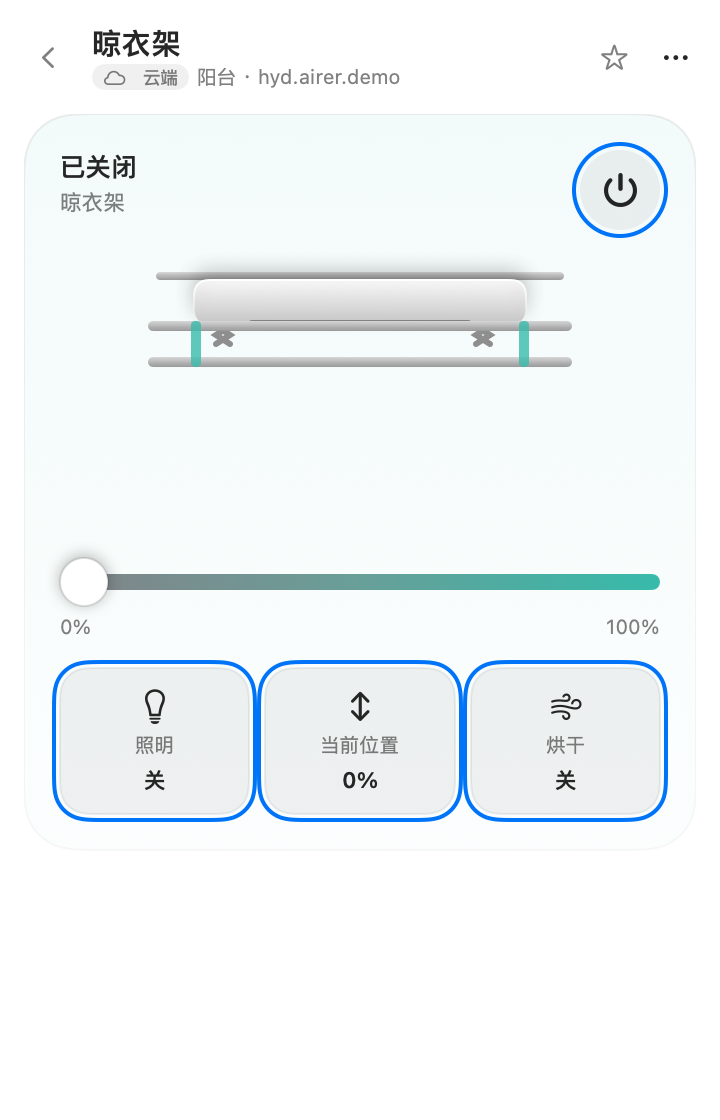 晾衣架
云端 阳台 · hyd.airer.demo
已关闭
晾衣架
0% 100%
照明 当前位置 烘干
关 0% 关